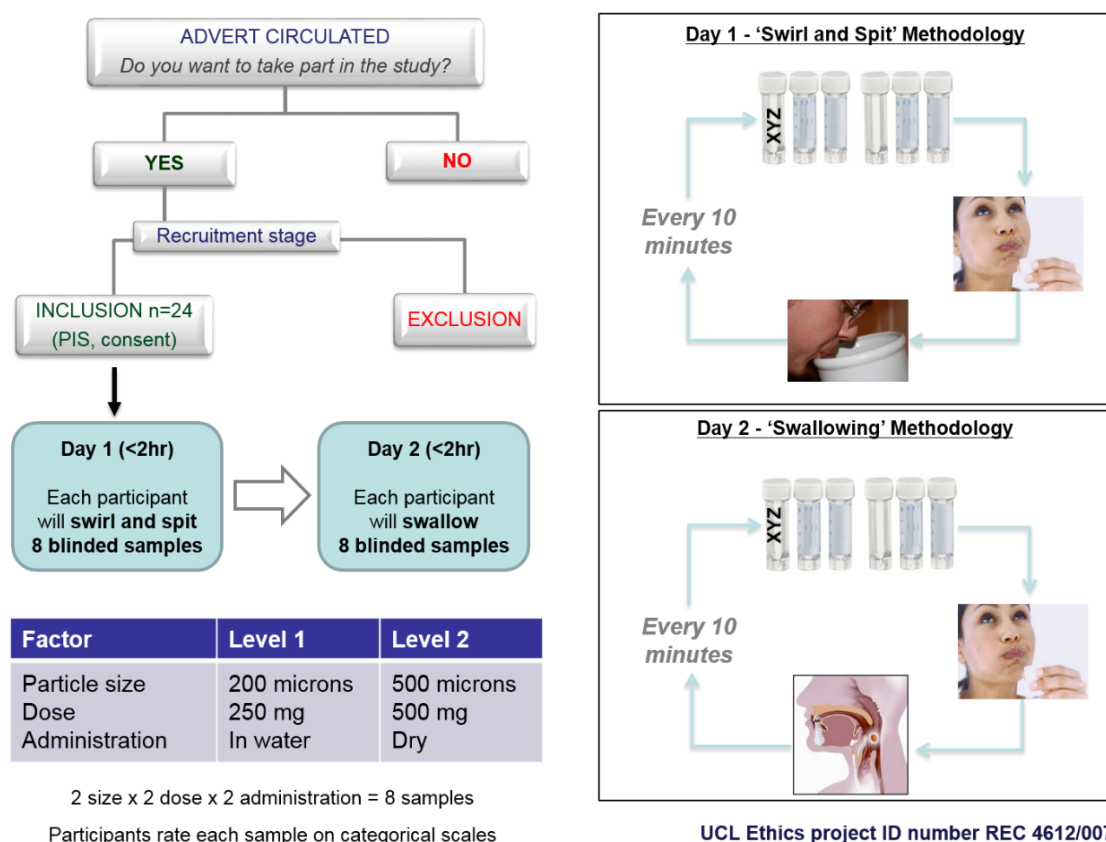 ADVERT CIRCULATED
Do you want to take part in the study?
YES
NO
Recruitment stage
INCLUSION n=24
(PIS, consent)
EXCLUSION
Day 1 (<2hr)
Each participant
will swirl and spit
8 blinded samples
Day 2 (<2hr)
Each participant
will swallow
8 blinded samples
Factor Level 1 Level 2
Particle size 200 microns 500 microns
Dose 250 mg 500 mg
Administration In water Dry
2 size x 2 dose x 2 administration = 8 samples
Participants rate each sample on categorical scales
Day 1 - ‘Swirl and Spit’ Methodology
XYZ
Every 10
minutes
Day 2 - ‘Swallowing’ Methodology
XYZ
Every 10
minutes
UCL Ethics project ID number REC 4612/007